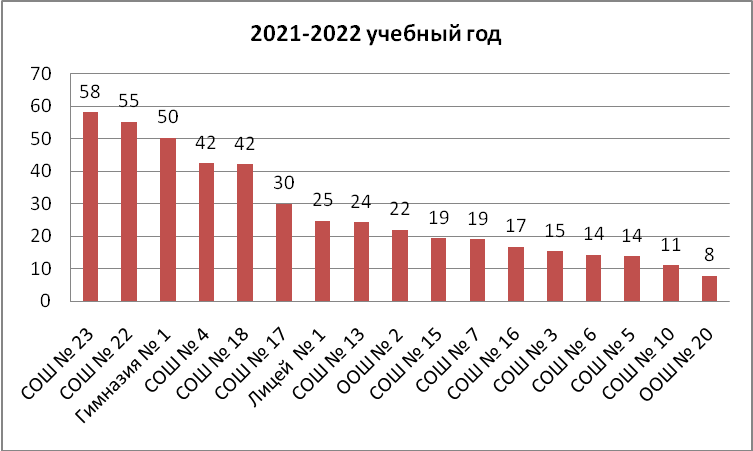 2021-2022 учебный год
70
60
50
40
30
20
10
0
58
55
50
42
42
30
25
24
22
19
19
17
15
14
14
11
8
СОШ № 23
СОШ № 22
Гимназия № 1
СОШ № 4
СОШ № 18
СОШ № 17
Лицей № 1
СОШ № 13
ООШ № 2
СОШ № 15
СОШ № 7
СОШ № 16
СОШ № 3
СОШ № 6
СОШ № 5
СОШ № 10
ООШ № 20